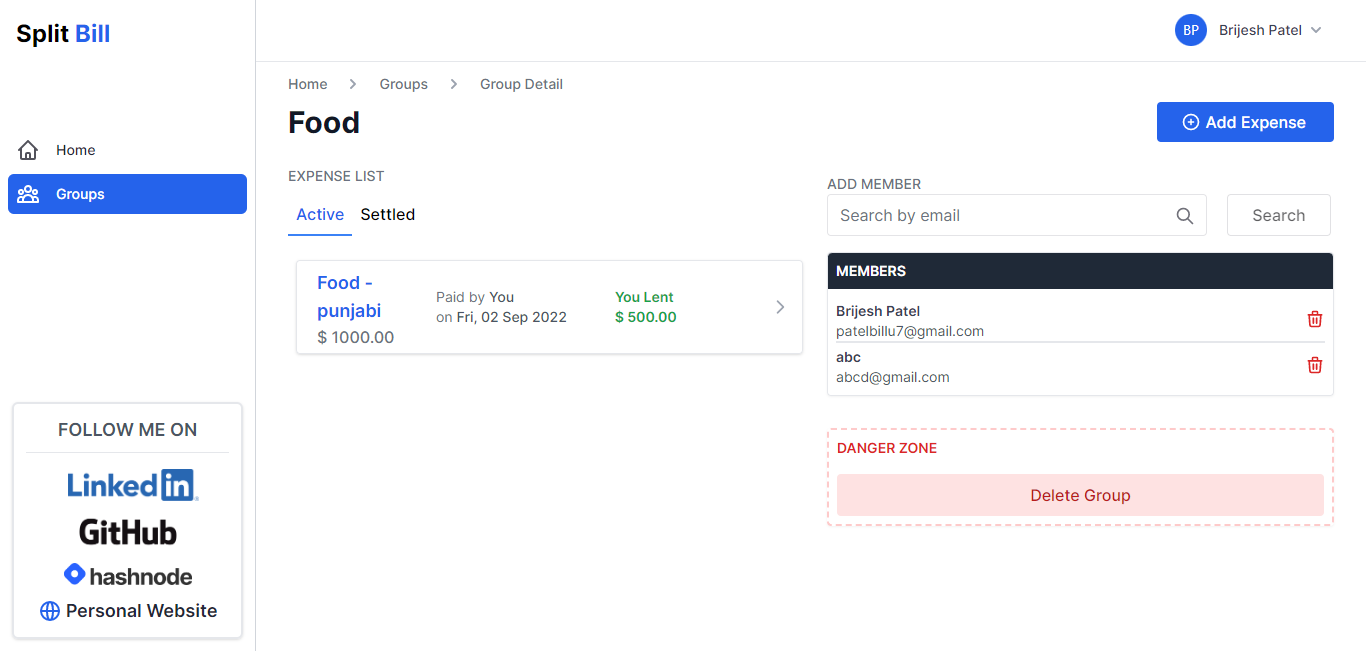 Split Bill
BP Brijesh Patel
Home
Groups
FOLLOW ME ON
Linked in
GitHub
hashnode
Personal Website
Home > Groups > Group Detail
Food
Add Expense
EXPENSE LIST
Active Settled
Food -
punjabi
$ 1000.00
Paid by You
on Fri, 02 Sep 2022
You Lent
$ 500.00
ADD MEMBER
Search by email
Search
MEMBERS
Brijesh Patel
patelbillu7@gmail.com
abc
abcd@gmail.com
DANGER ZONE
Delete Group